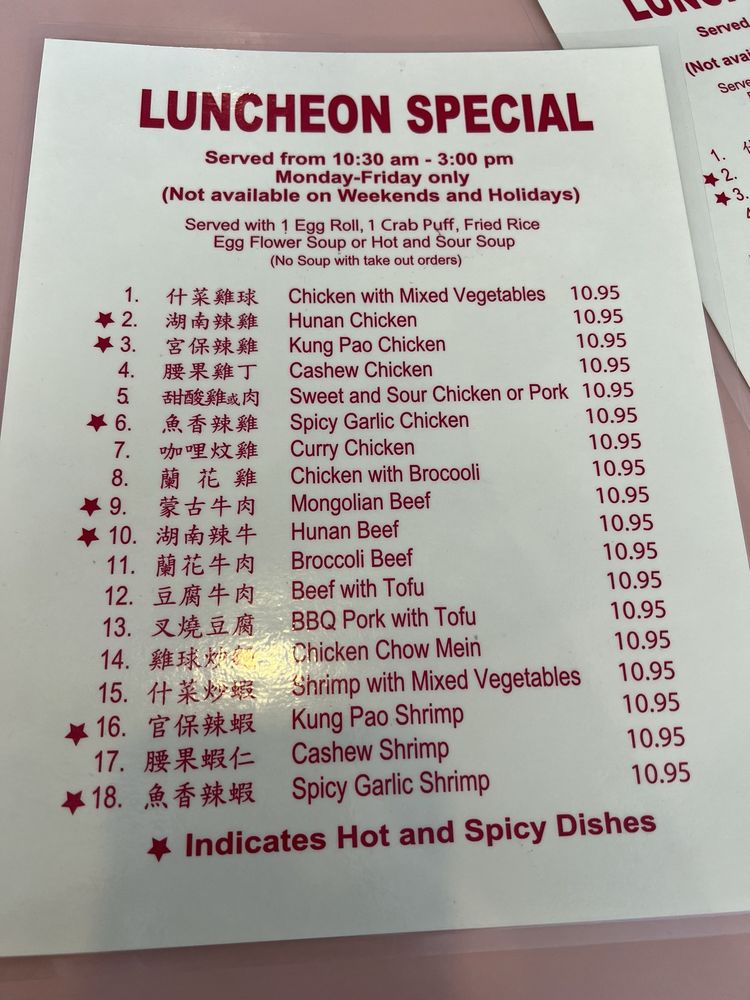 LUNCHEON SPECIAL
Served from 10:30 am - 3:00 pm
Monday-Friday only
(Not available on Weekends and Holidays)
Served with 1 Egg Roll, 1 Crab Puff, Fried Rice
Egg Flower Soup or Hot and Sour Soup
(No Soup with take out orders)
1. 什菜雞球 Chicken with Mixed Vegetables 10.95
★ 2. 湖南辣雞 Hunan Chicken 10.95
★ 3. 宮保辣雞 Kung Pao Chicken 10.95
4. 腰果雞丁 Cashew Chicken 10.95
5. 甜酸雞或肉 Sweet and Sour Chicken or Pork 10.95
★ 6. 魚香辣雞 Spicy Garlic Chicken 10.95
7. 咖哩炆雞 Curry Chicken 10.95
8. 蘭花雞 Chicken with Brocooli 10.95
★ 9. 蒙古牛肉 Mongolian Beef 10.95
★ 10. 湖南辣牛 Hunan Beef 10.95
11. 蘭花牛肉 Broccoli Beef 10.95
12. 豆腐牛肉 Beef with Tofu 10.95
13. 叉燒豆腐 BBQ Pork with Tofu 10.95
14. 雞球炒 Chicken Chow Mein 10.95
15. 什菜炒蝦 Shrimp with Mixed Vegetables 10.95
★ 16. 官保辣蝦 Kung Pao Shrimp 10.95
17. 腰果蝦仁 Cashew Shrimp 10.95
★ 18. 魚香辣蝦 Spicy Garlic Shrimp 10.95
★ Indicates Hot and Spicy Dishes
Served
1.
★ 2.
★ 3.